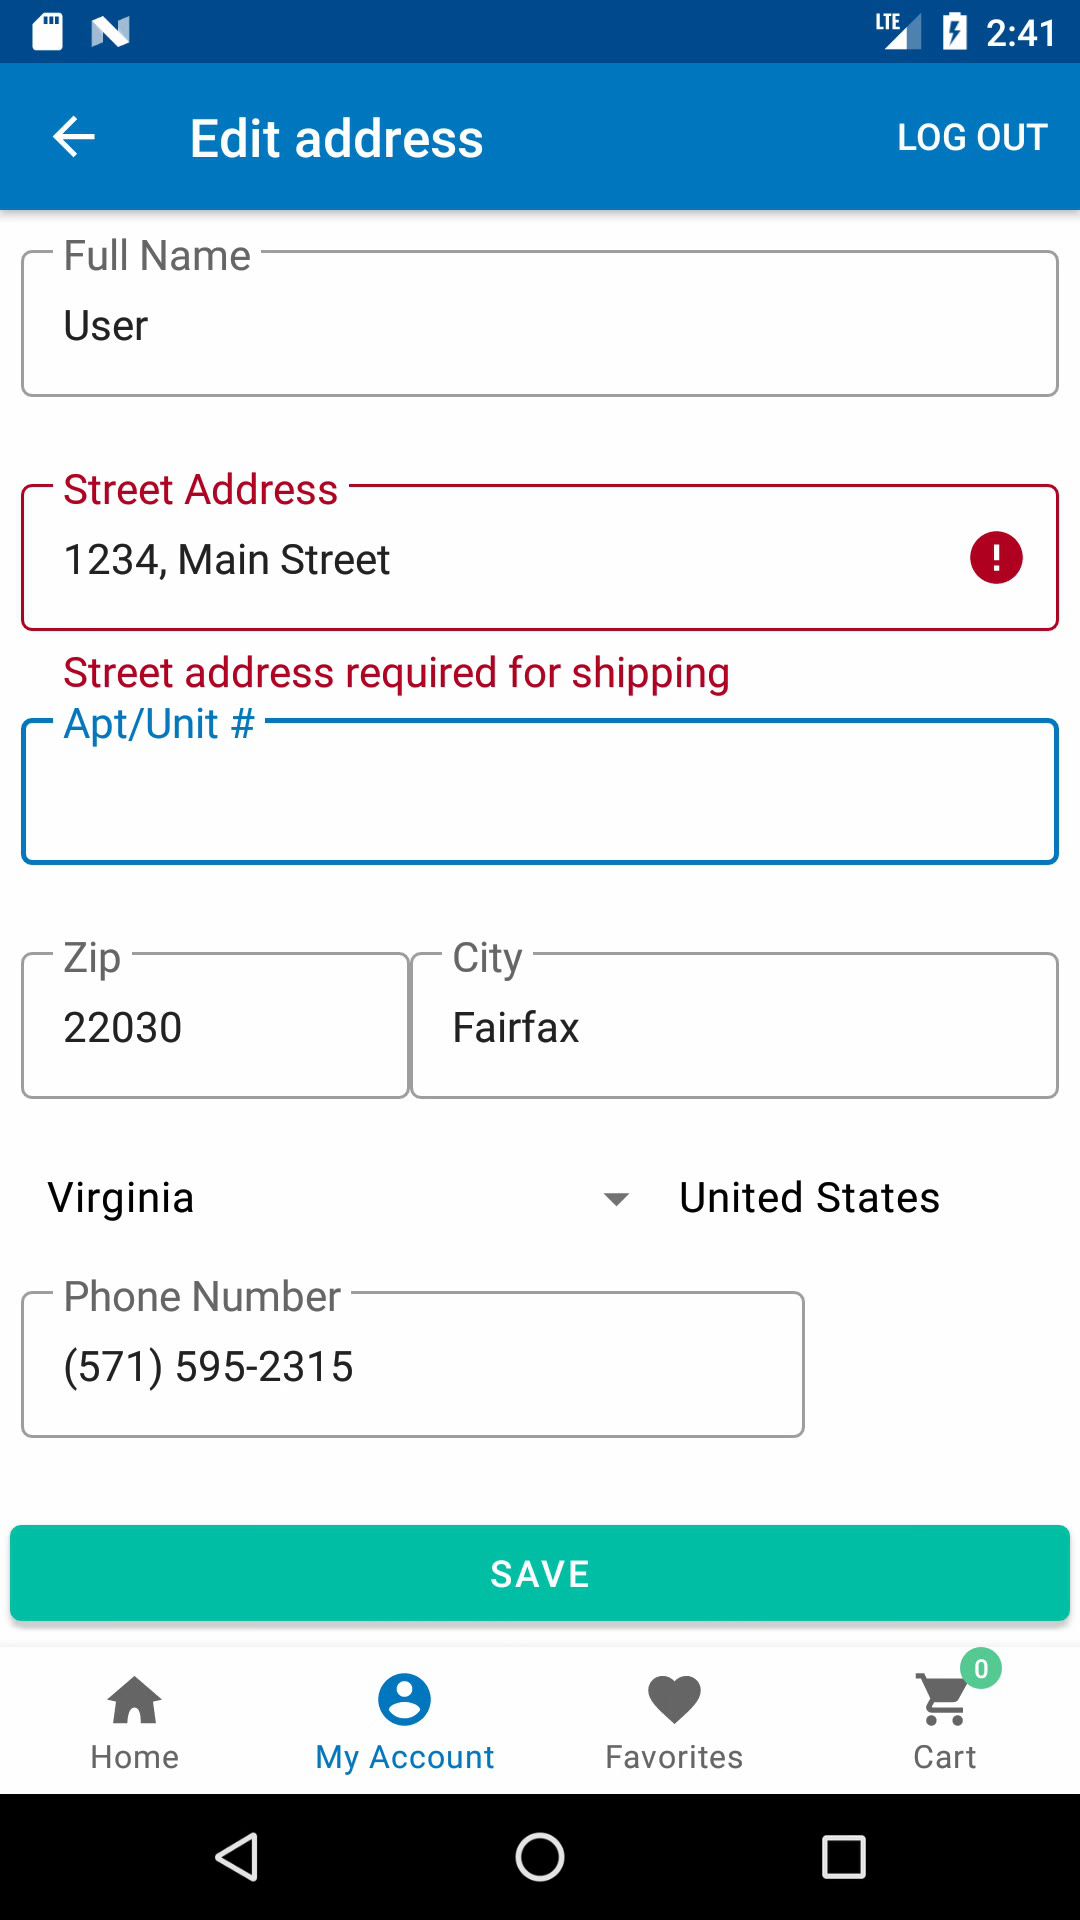 LTE 2:41
Edit address LOG OUT
Full Name
User
Street Address
1234, Main Street
Street address required for shipping
Apt/Unit #
Zip City
22030 Fairfax
Virginia United States
Phone Number
(571) 595-2315
SAVE
0
Home My Account Favorites Cart